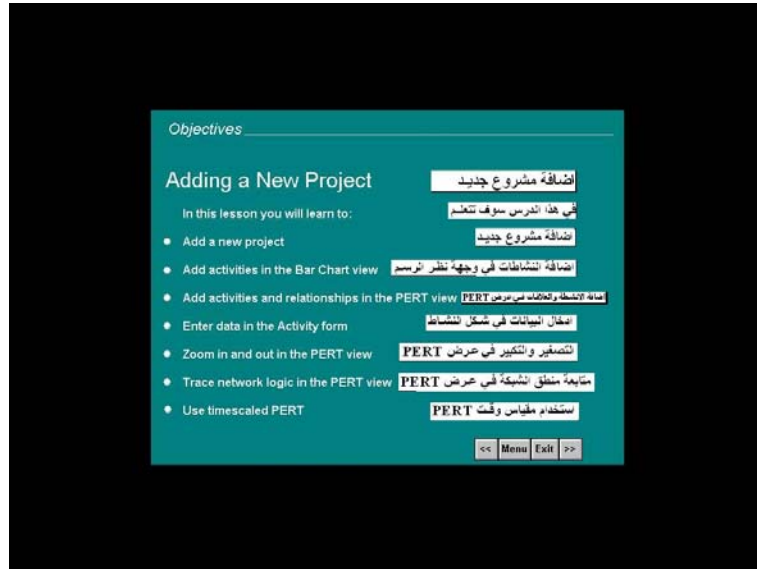 Objectives
Adding a New Project اضافة مشروع جديد
In this lesson you will learn to: في هذا الدرس سوف تتعلم
Add a new project اضافة مشروع جديد
Add activities in the Bar Chart view اضافة النشاطات في وجهة نظر الرسم
Add activities and relationships in the PERT view اضافة الانشطة والعلاقات في عرض PERT
Enter data in the Activity form ادخال البيانات في شكل النشاط
Zoom in and out in the PERT view التصغير والتكبير في عرض PERT
Trace network logic in the PERT view متابعة منطق الشبكة في عرض PERT
Use timescaled PERT استخدام مقياس وقت PERT
<< Menu Exit >>